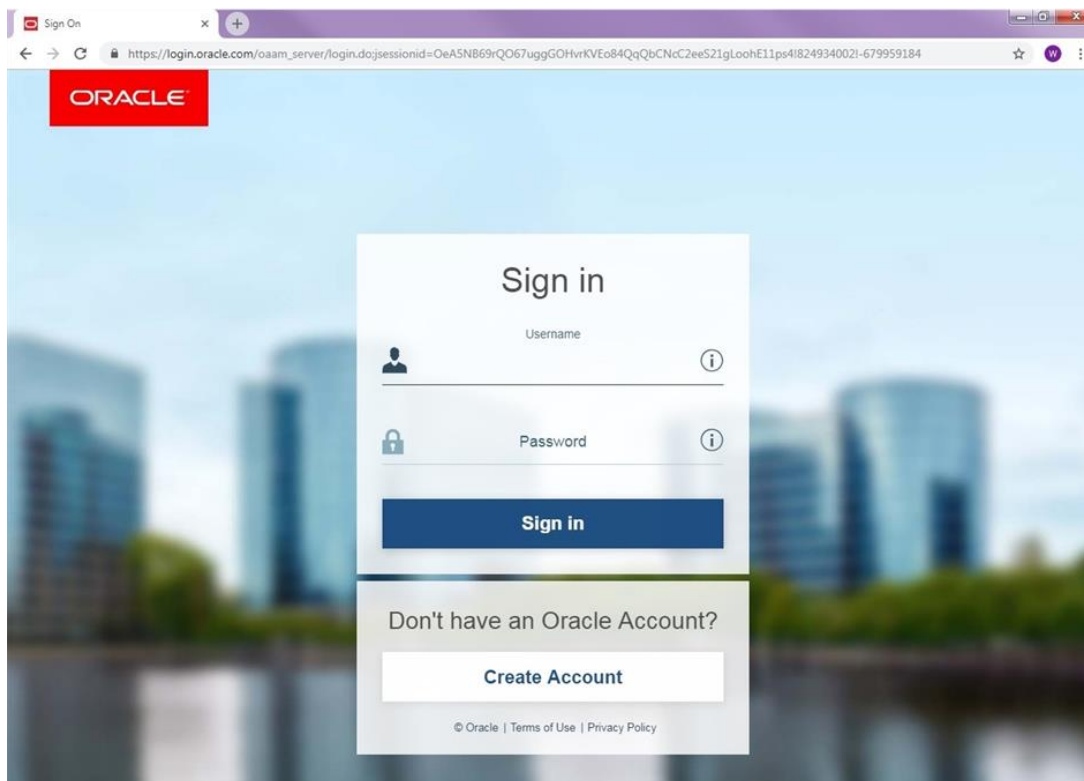 Sign On
https://login.oracle.com/oaam_server/login.do;jsessionid=OeA5NB69rQO67uggGOHvrKVEo84QqQbCNcC2eeS21gLoohE11ps4!824934002!-679959184
W
ORACLE
Sign in
Username
Password
Sign in
Don't have an Oracle Account?
Create Account
© Oracle | Terms of Use | Privacy Policy